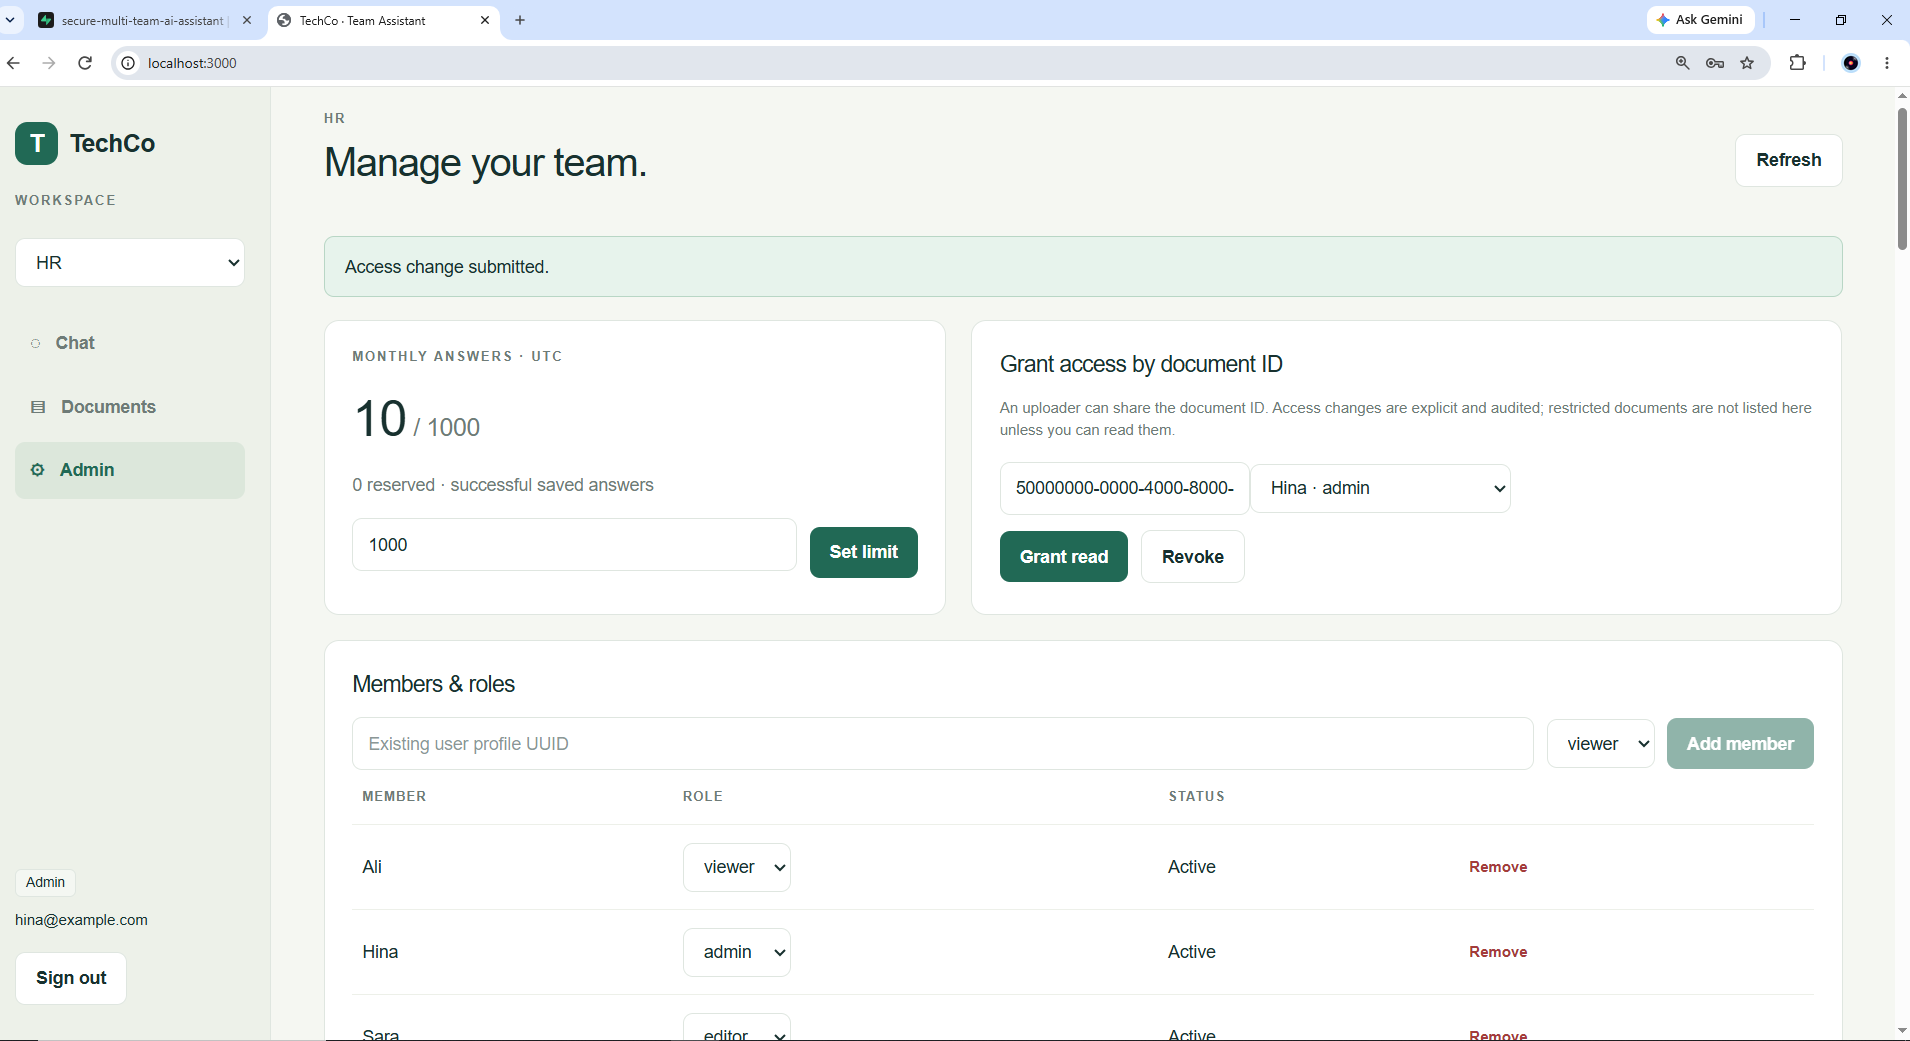 secure-multi-team-ai-assistant
TechCo · Team Assistant
Ask Gemini
localhost:3000
T TechCo
WORKSPACE
HR
Chat
Documents
Admin
Admin
hina@example.com
Sign out
HR
Manage your team.
Refresh
Access change submitted.
MONTHLY ANSWERS · UTC
10 / 1000
0 reserved · successful saved answers
1000
Set limit
Grant access by document ID
An uploader can share the document ID. Access changes are explicit and audited; restricted documents are not listed here
unless you can read them.
50000000-0000-4000-8000-
Hina · admin
Grant read
Revoke
Members & roles
Existing user profile UUID
viewer
Add member
MEMBER ROLE STATUS
Ali viewer Active Remove
Hina admin Active Remove
Sara editor Active Remove